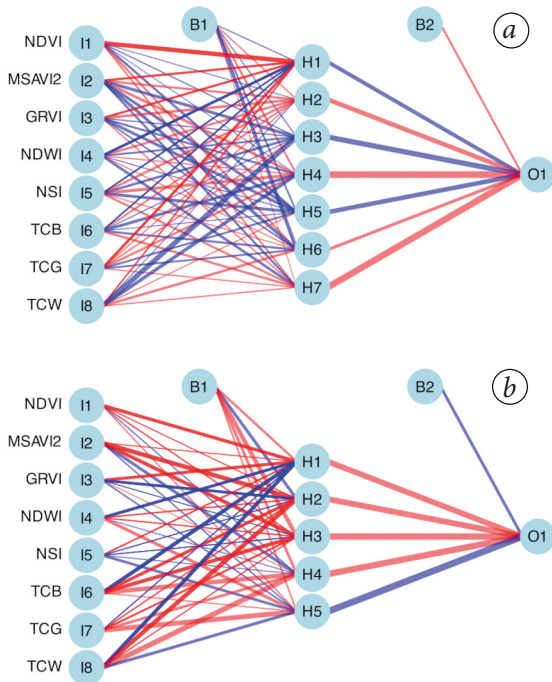 B1 B2 a
NDVI I1
H1
MSAVI2 I2
H2
GRVI I3
H3
NDWI I4
H4 O1
NSI I5
H5
TCB I6
H6
TCG I7
H7
TCW I8
B1 B2 b
NDVI I1
MSAVI2 I2
H1
GRVI I3
H2
NDWI I4
H3 O1
NSI I5
H4
TCB I6
H5
TCG I7
TCW I8